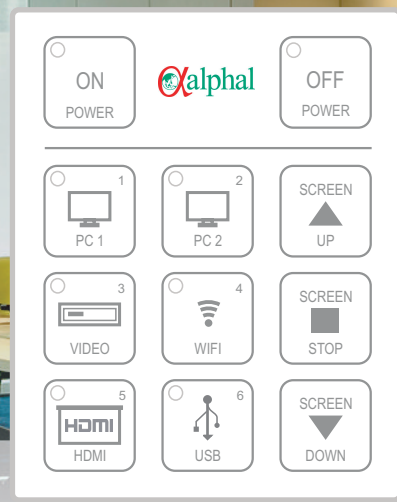 ON
POWER
αalphal
OFF
POWER
1
PC 1
2
PC 2
SCREEN
UP
3
VIDEO
4
WIFI
SCREEN
STOP
5
HDMI
HDMI
6
USB
SCREEN
DOWN